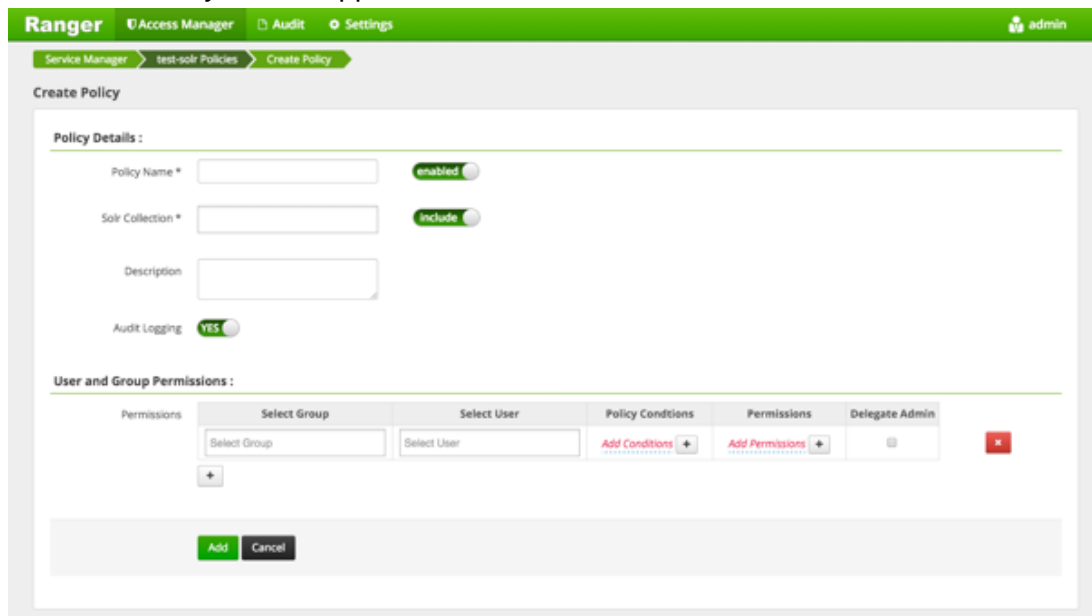 Ranger Access Manager Audit Settings admin
Service Manager test-solr Policies Create Policy
Create Policy
Policy Details :
Policy Name * enabled
Solr Collection * include
Description
Audit Logging YES
User and Group Permissions :
Permissions Select Group Select User Policy Condtions Permissions Delegate Admin
Select Group Select User Add Conditions + Add Permissions + ×
+
Add Cancel